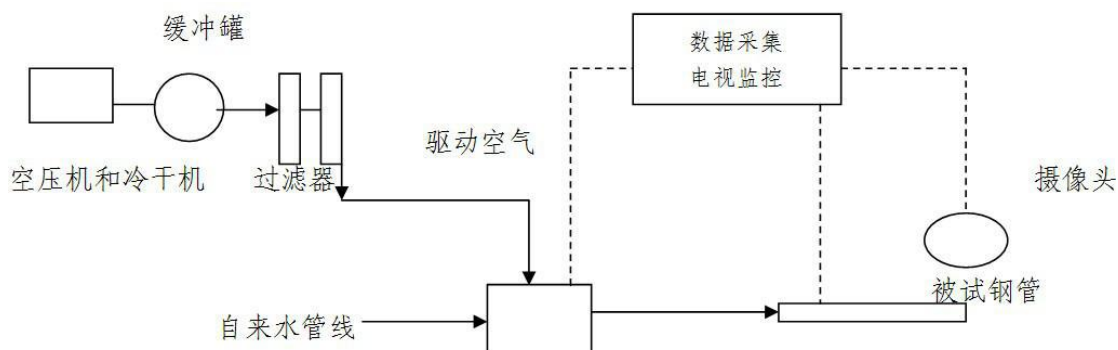 缓冲罐
数据采集
电视监控
驱动空气
空压机和冷干机
过滤器
摄像头
被试钢管
自来水管线